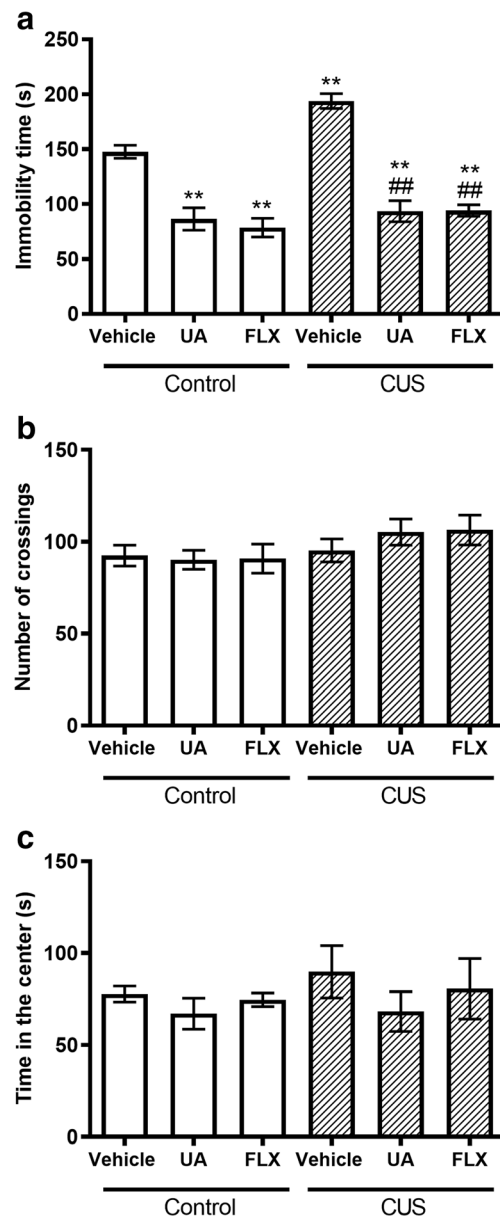 a
Immobility time (s)
250
200
150
100
50
0
** ** ** ** **
## ##
Vehicle UA FLX Vehicle UA FLX
Control CUS
b
Number of crossings
150
100
50
0
Vehicle UA FLX Vehicle UA FLX
Control CUS
c
Time in the center (s)
150
100
50
0
Vehicle UA FLX Vehicle UA FLX
Control CUS